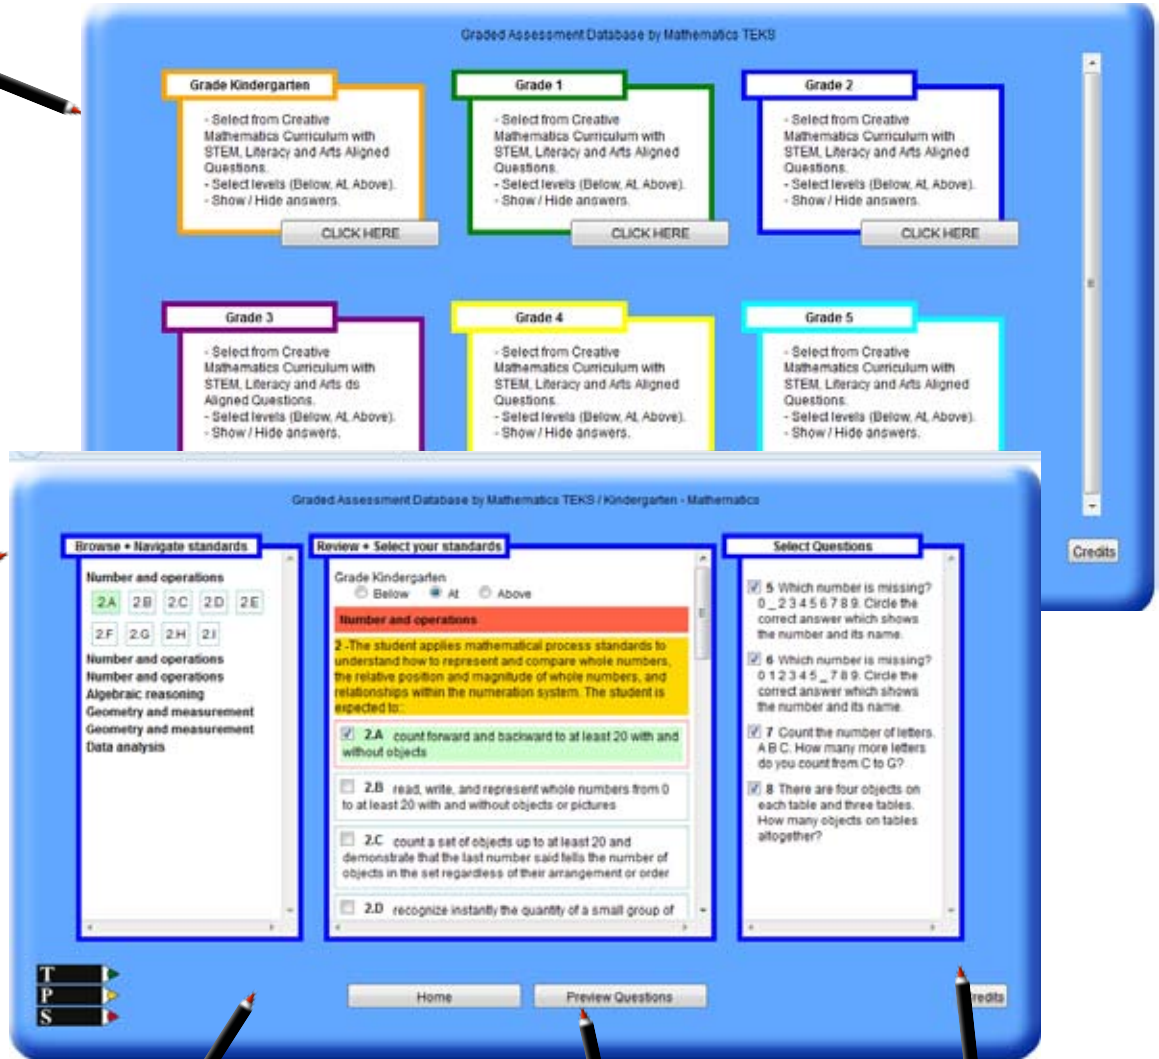 Graded Assessment Database by Mathematics TEKS
Grade Kindergarten
- Select from Creative
Mathematics Curriculum with
STEM, Literacy and Arts Aligned
Questions.
- Select levels (Below, At, Above).
- Show / Hide answers.
CLICK HERE
Grade 1
- Select from Creative
Mathematics Curriculum with
STEM, Literacy and Arts Aligned
Questions.
- Select levels (Below, At, Above).
- Show / Hide answers.
CLICK HERE
Grade 2
- Select from Creative
Mathematics Curriculum with
STEM, Literacy and Arts Aligned
Questions.
- Select levels (Below, At, Above).
- Show / Hide answers.
CLICK HERE
Grade 3
- Select from Creative
Mathematics Curriculum with
STEM, Literacy and Arts ds
Aligned Questions.
- Select levels (Below, At, Above).
- Show / Hide answers.
Grade 4
- Select from Creative
Mathematics Curriculum with
STEM, Literacy and Arts Aligned
Questions.
- Select levels (Below, At, Above).
- Show / Hide answers.
Grade 5
- Select from Creative
Mathematics Curriculum with
STEM, Literacy and Arts Aligned
Questions.
- Select levels (Below, At, Above).
- Show / Hide answers.
Credits
Graded Assessment Database by Mathematics TEKS / Kindergarten - Mathematics
Browse + Navigate standards
Number and operations
2.A 2.B 2.C 2.D 2.E
2.F 2.G 2.H 2.I
Number and operations
Number and operations
Algebraic reasoning
Geometry and measurement
Geometry and measurement
Data analysis
Review + Select your standards
Grade Kindergarten
Below At Above
Number and operations
2 -The student applies mathematical process standards to
understand how to represent and compare whole numbers,
the relative position and magnitude of whole numbers, and
relationships within the numeration system. The student is
expected to:
2.A count forward and backward to at least 20 with and
without objects
2.B read, write, and represent whole numbers from 0
to at least 20 with and without objects or pictures
2.C count a set of objects up to at least 20 and
demonstrate that the last number said tells the number of
objects in the set regardless of their arrangement or order
2.D recognize instantly the quantity of a small group of
Select Questions
5 Which number is missing?
0 _ 2 3 4 5 6 7 8 9. Circle the
correct answer which shows
the number and its name.
6 Which number is missing?
0 1 2 3 4 5 _ 7 8 9. Circle the
correct answer which shows
the number and its name.
7 Count the number of letters.
A B C. How many more letters
do you count from C to G?
8 There are four objects on
each table and three tables.
How many objects on tables
altogether?
T
P
S
Home
Preview Questions
redits